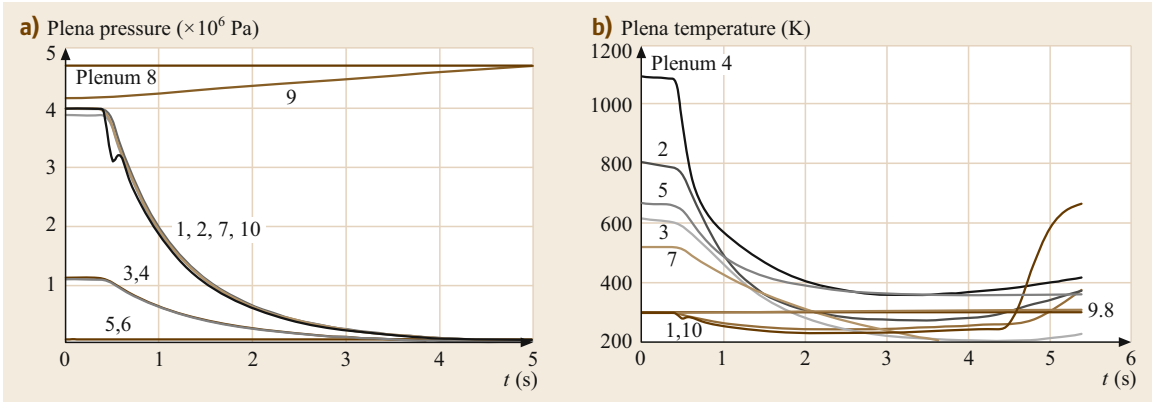 a) Plena pressure (×10⁶ Pa)
5
4
3
2
1
0
Plenum 8
9
1, 2, 7, 10
3,4
5,6
0 1 2 3 4 5
t (s)
b) Plena temperature (K)
1200
1000
800
600
400
300
200
Plenum 4
2
5
3
7
1,10
9.8
0 1 2 3 4 5 6
t (s)